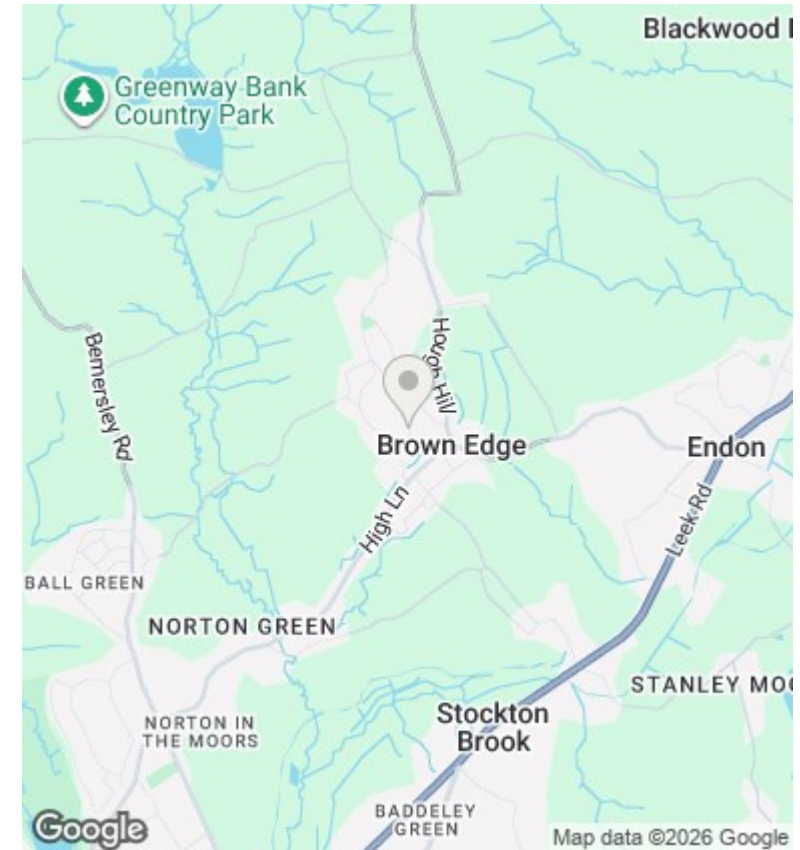 Blackwood
Greenway Bank
Country Park
Hough Hill
Bemersley Rd
Brown Edge
Endon
High Ln
Leek Rd
BALL GREEN
NORTON GREEN
STANLEY MOO
Stockton
Brook
NORTON IN
THE MOORS
BADDELEY
GREEN
Google
Map data ©2026 Google